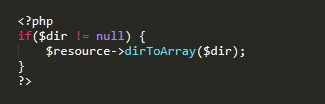 <?php
if($dir != null) {
    $resource->dirToArray($dir);
}
?>